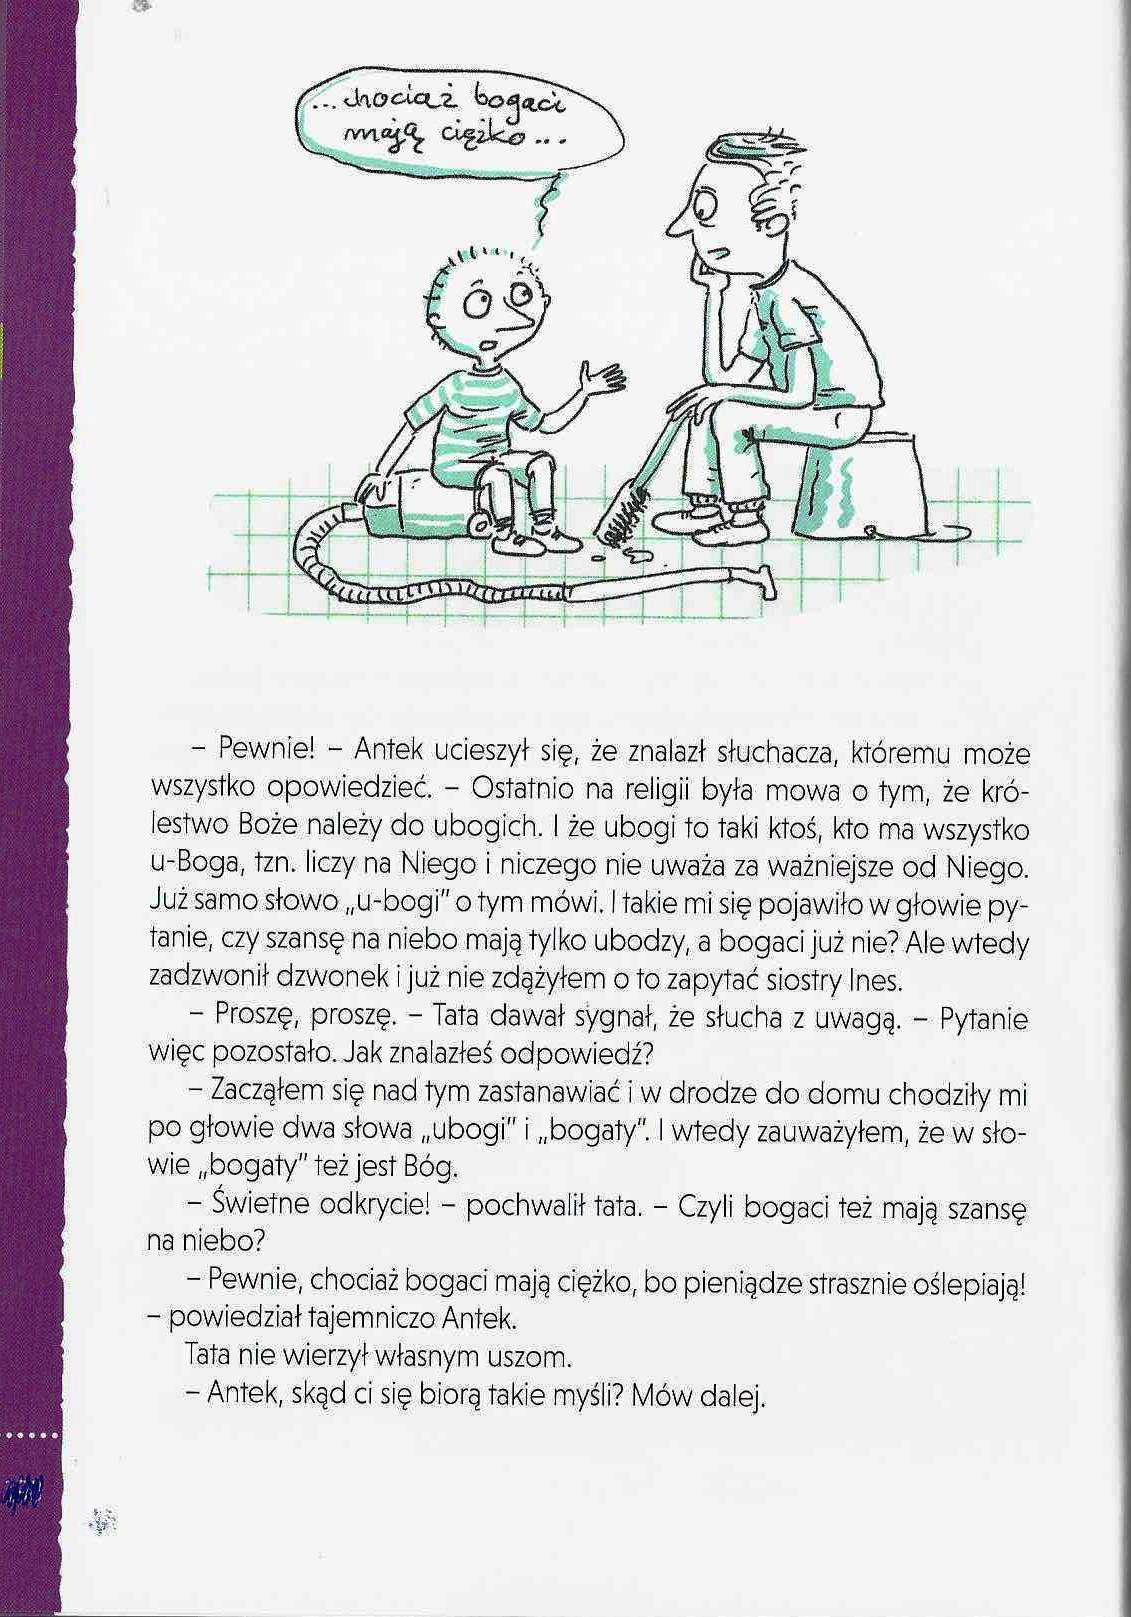 ... chociaż bogaci
mają ciężko ...
– Pewnie! – Antek ucieszył się, że znalazł słuchacza, któremu może
wszystko opowiedzieć. – Ostatnio na religii była mowa o tym, że kró-
lestwo Boże należy do ubogich. I że ubogi to taki ktoś, kto ma wszystko
u-Boga, tzn. liczy na Niego i niczego nie uważa za ważniejsze od Niego.
Już samo słowo „u-bogi" o tym mówi. I takie mi się pojawiło w głowie py-
tanie, czy szansę na niebo mają tylko ubodzy, a bogaci już nie? Ale wtedy
zadzwonił dzwonek i już nie zdążyłem o to zapytać siostry Ines.
– Proszę, proszę. – Tata dawał sygnał, że słucha z uwagą. – Pytanie
więc pozostało. Jak znalazłeś odpowiedź?
– Zacząłem się nad tym zastanawiać i w drodze do domu chodziły mi
po głowie dwa słowa „ubogi" i „bogaty". I wtedy zauważyłem, że w sło-
wie „bogaty" też jest Bóg.
– Świetne odkrycie! – pochwalił tata. – Czyli bogaci też mają szansę
na niebo?
– Pewnie, chociaż bogaci mają ciężko, bo pieniądze strasznie oślepiają!
– powiedział tajemniczo Antek.
Tata nie wierzył własnym uszom.
– Antek, skąd ci się biorą takie myśli? Mów dalej.